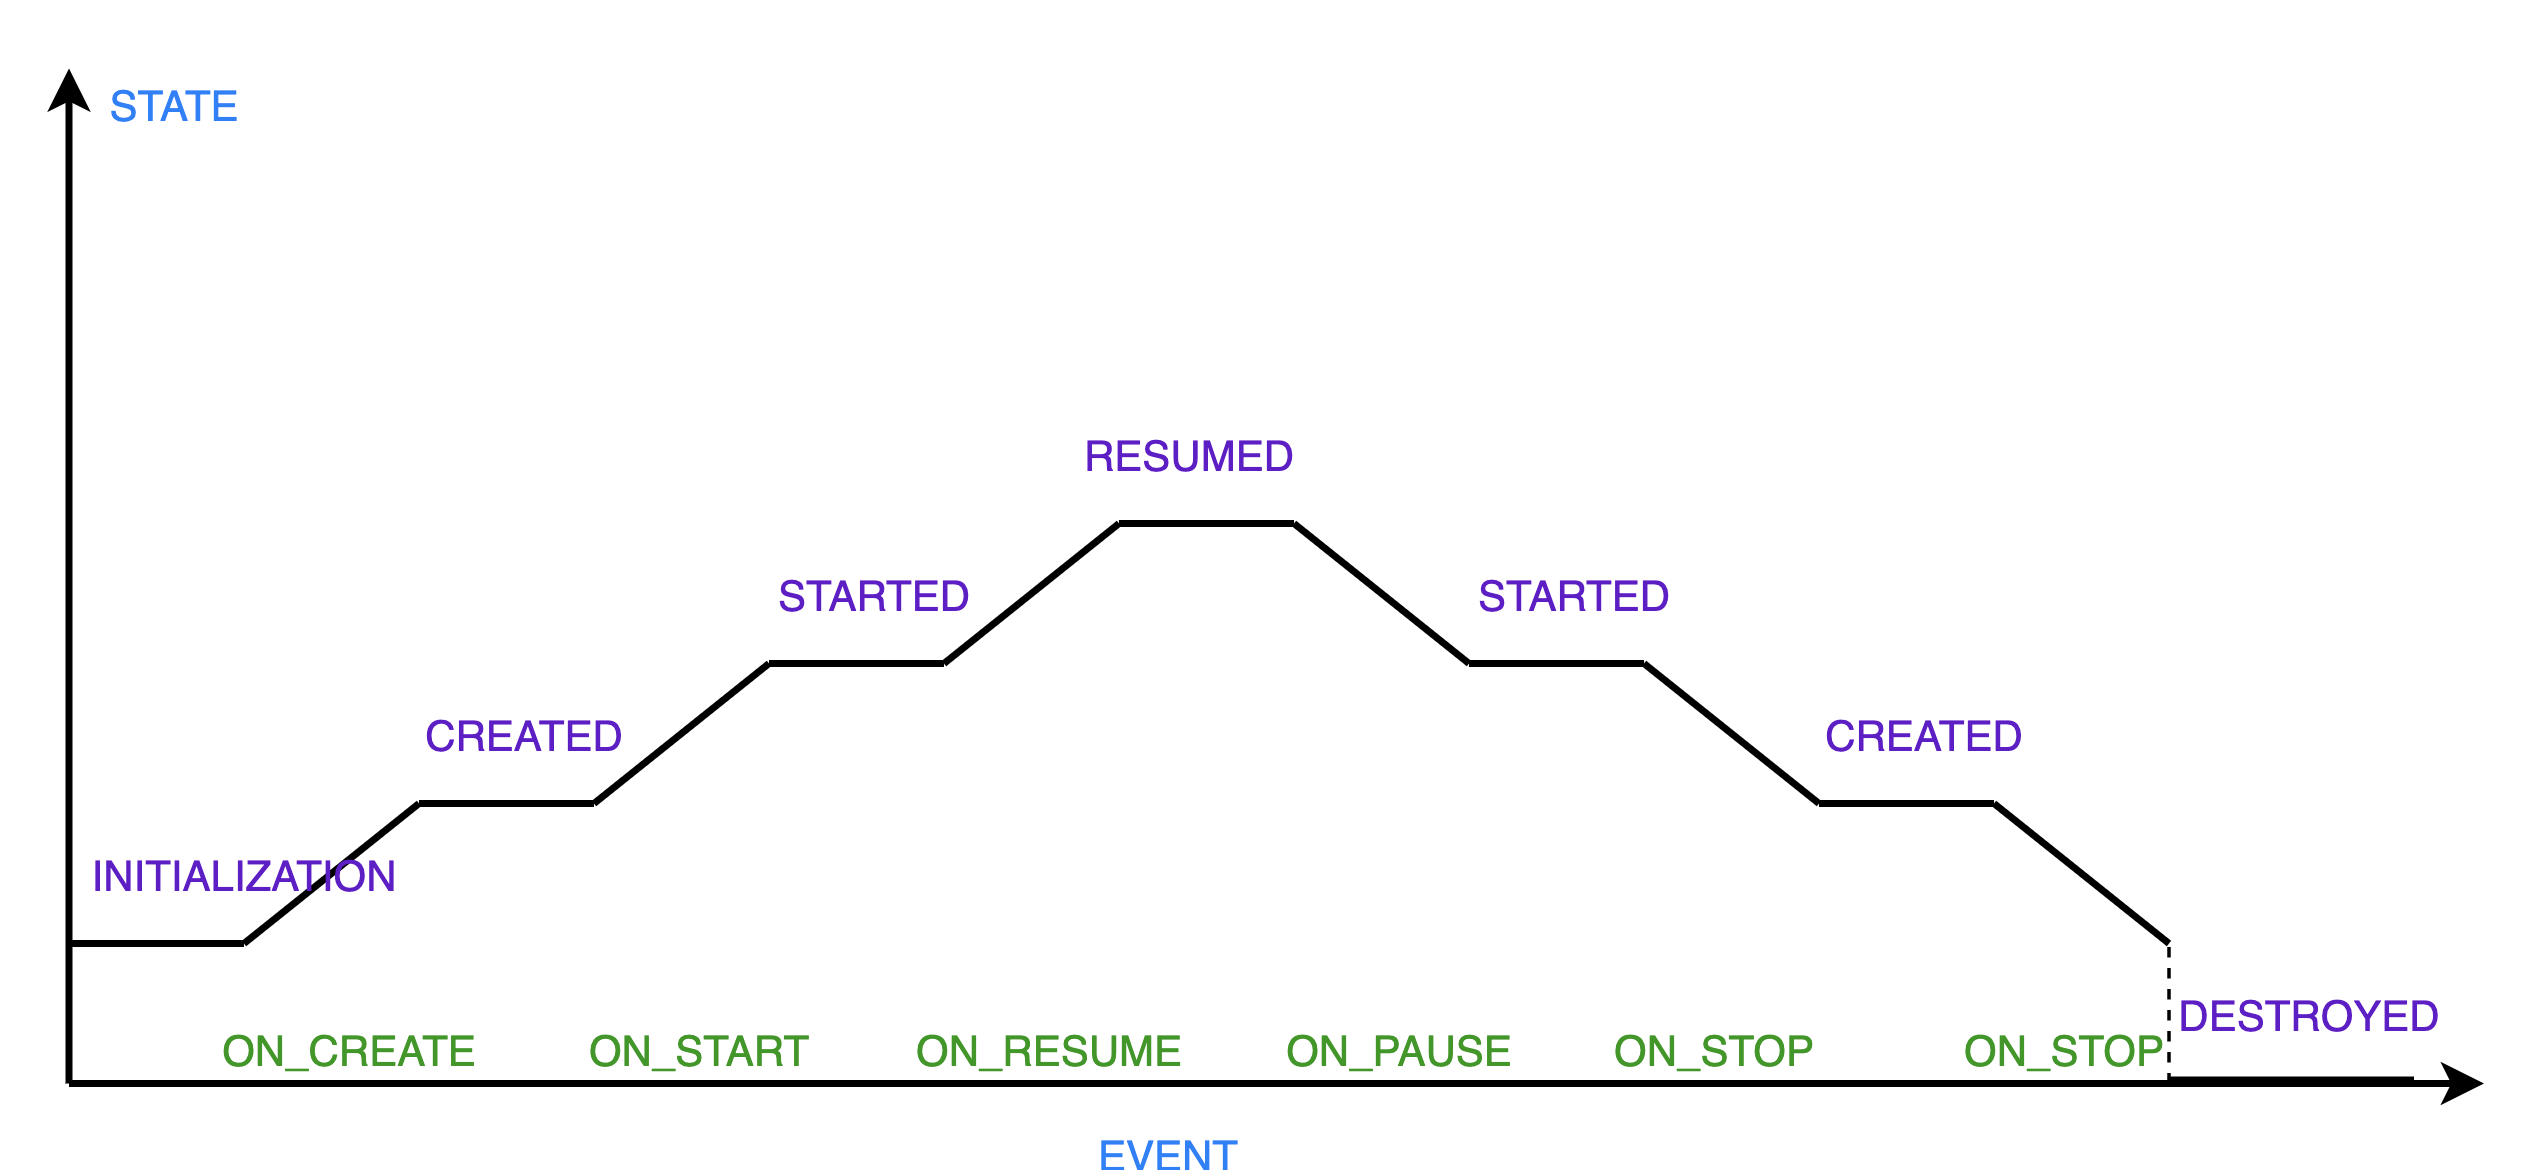 STATE
RESUMED
STARTED
STARTED
CREATED
CREATED
INITIALIZATION
DESTROYED
ON_CREATE
ON_START
ON_RESUME
ON_PAUSE
ON_STOP
ON_STOP
EVENT